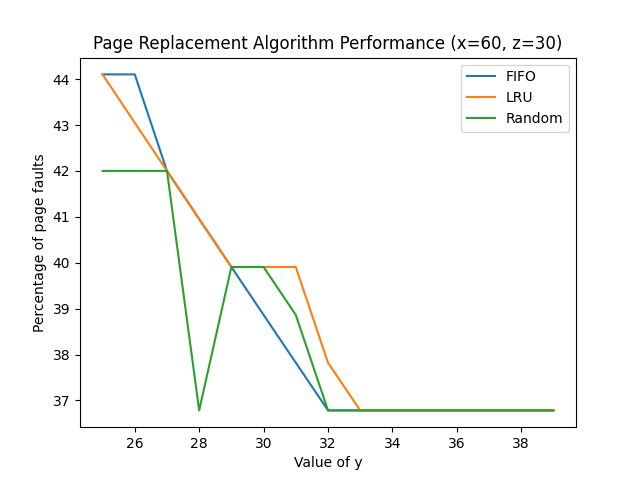 Page Replacement Algorithm Performance (x=60, z=30)
FIFO
LRU
Random
Percentage of page faults
44
43
42
41
40
39
38
37
26 28 30 32 34 36 38
Value of y